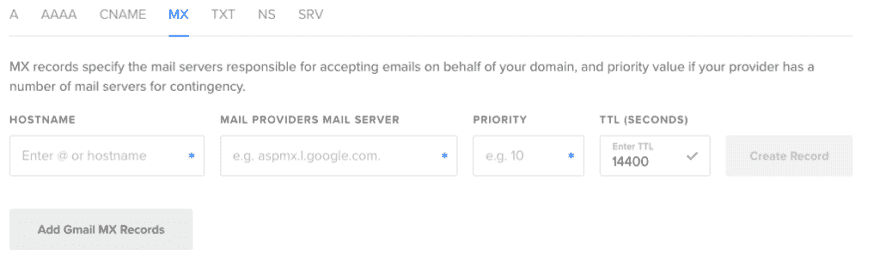 A AAAA CNAME MX TXT NS SRV
MX records specify the mail servers responsible for accepting emails on behalf of your domain, and priority value if your provider has a
number of mail servers for contingency.
HOSTNAME MAIL PROVIDERS MAIL SERVER PRIORITY TTL (SECONDS)
Enter @ or hostname * e.g. aspmx.l.google.com. * e.g. 10 * Enter TTL
14400 Create Record
Add Gmail MX Records